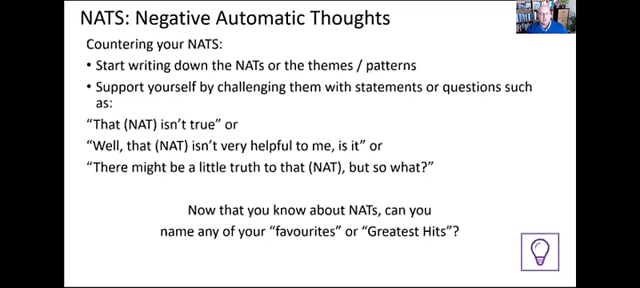 NATS: Negative Automatic Thoughts
Countering your NATS:
• Start writing down the NATs or the themes / patterns
• Support yourself by challenging them with statements or questions such
as:
“That (NAT) isn’t true” or
“Well, that (NAT) isn’t very helpful to me, is it” or
“There might be a little truth to that (NAT), but so what?”
Now that you know about NATs, can you
name any of your “favourites” or “Greatest Hits”?